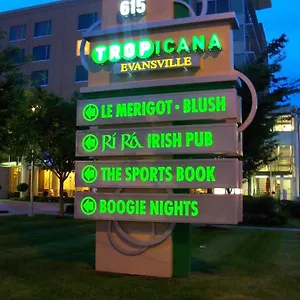 615
TROPICANA
EVANSVILLE
LE MERIGOT · BLUSH
Rí Rá IRISH PUB
THE SPORTS BOOK
BOOGIE NIGHTS